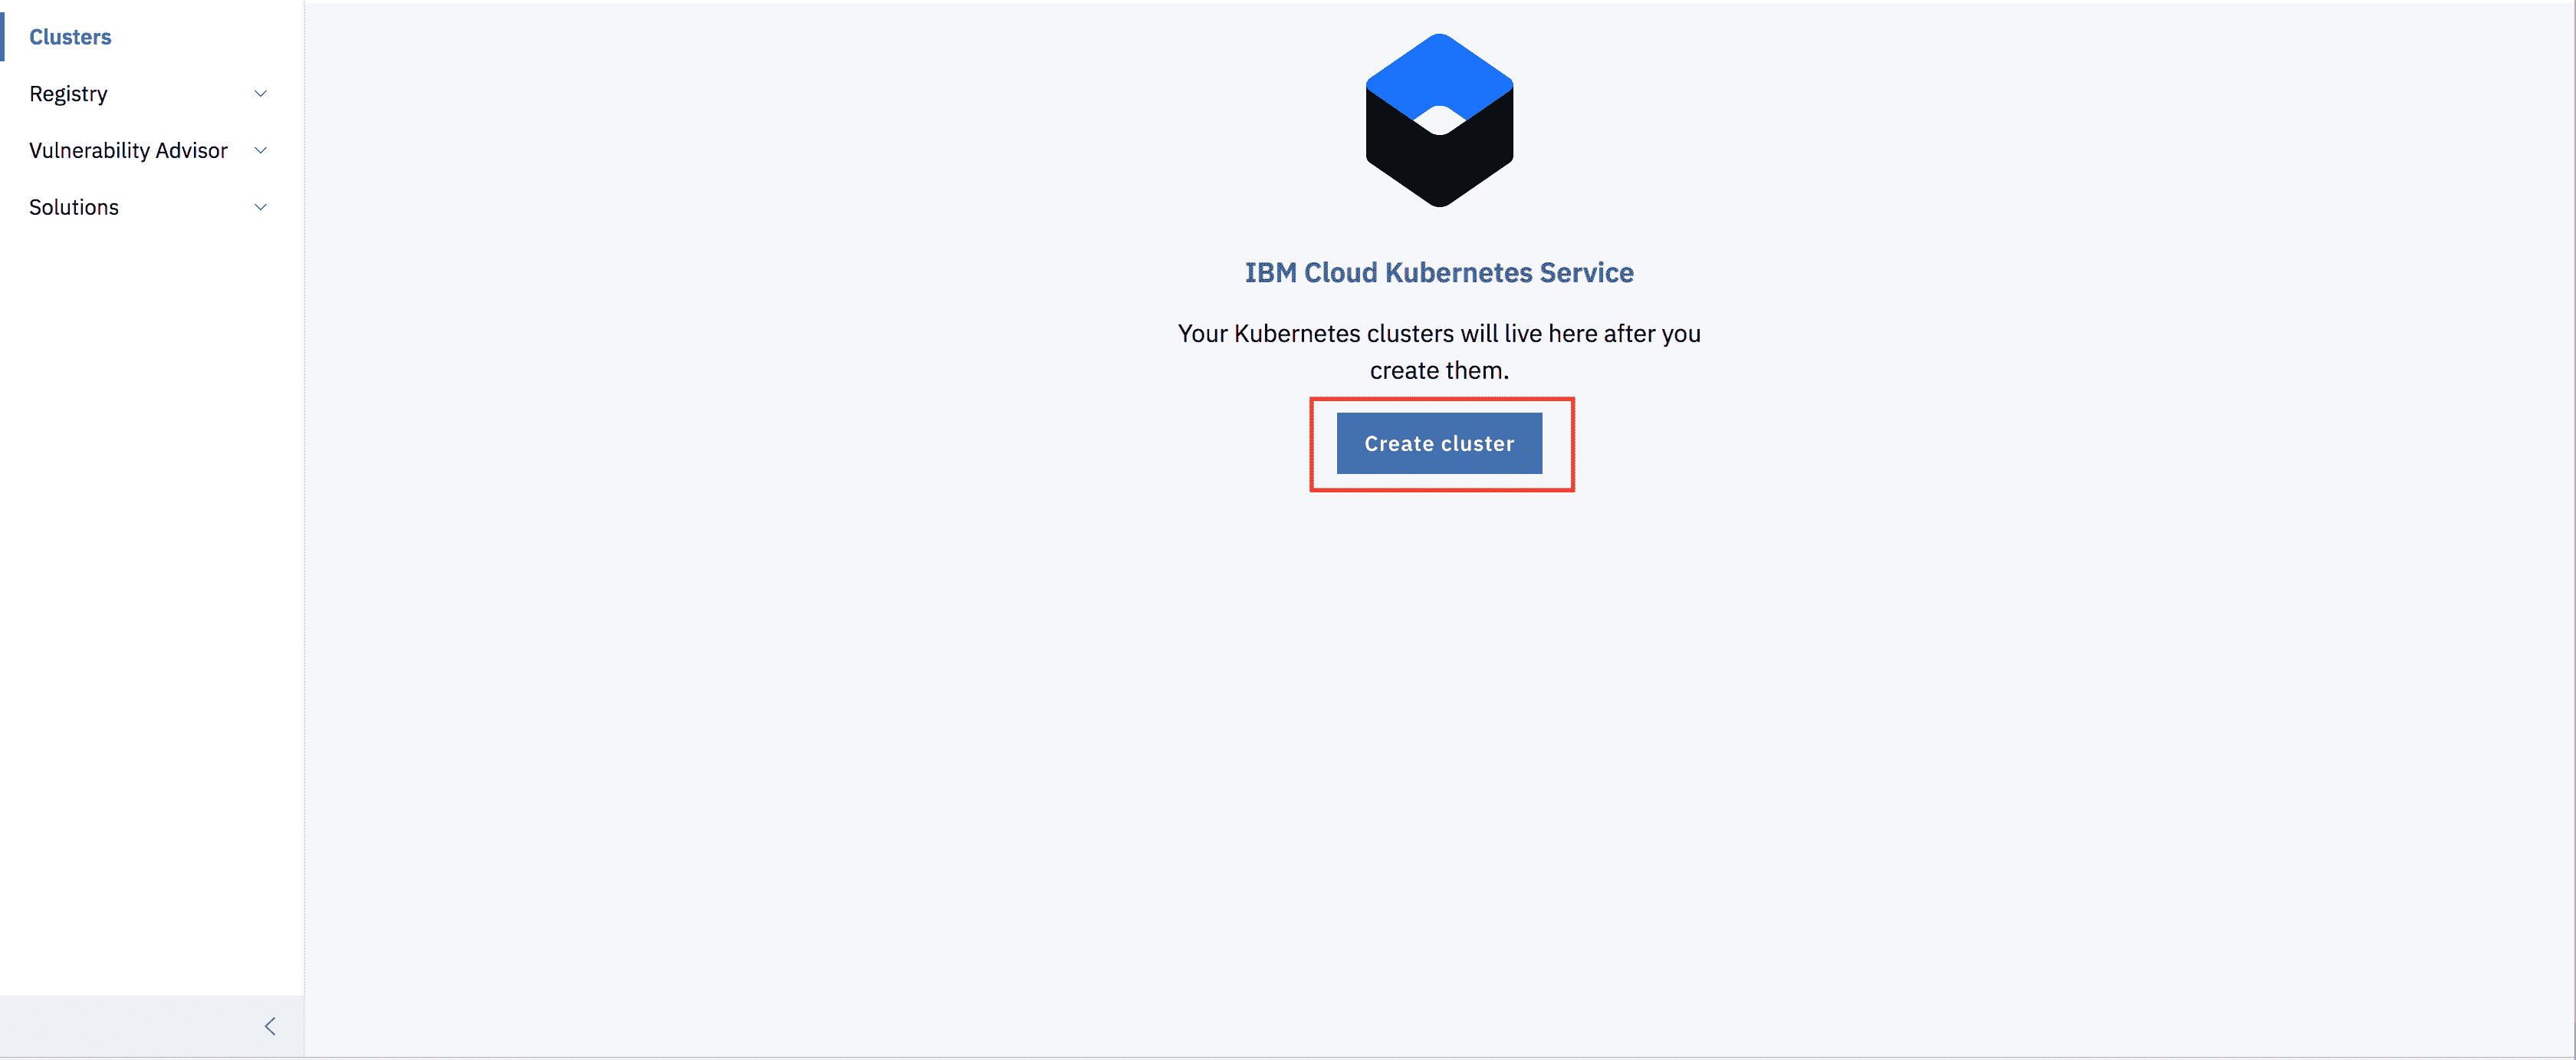 Clusters
Registry
Vulnerability Advisor
Solutions
IBM Cloud Kubernetes Service
Your Kubernetes clusters will live here after you
create them.
Create cluster